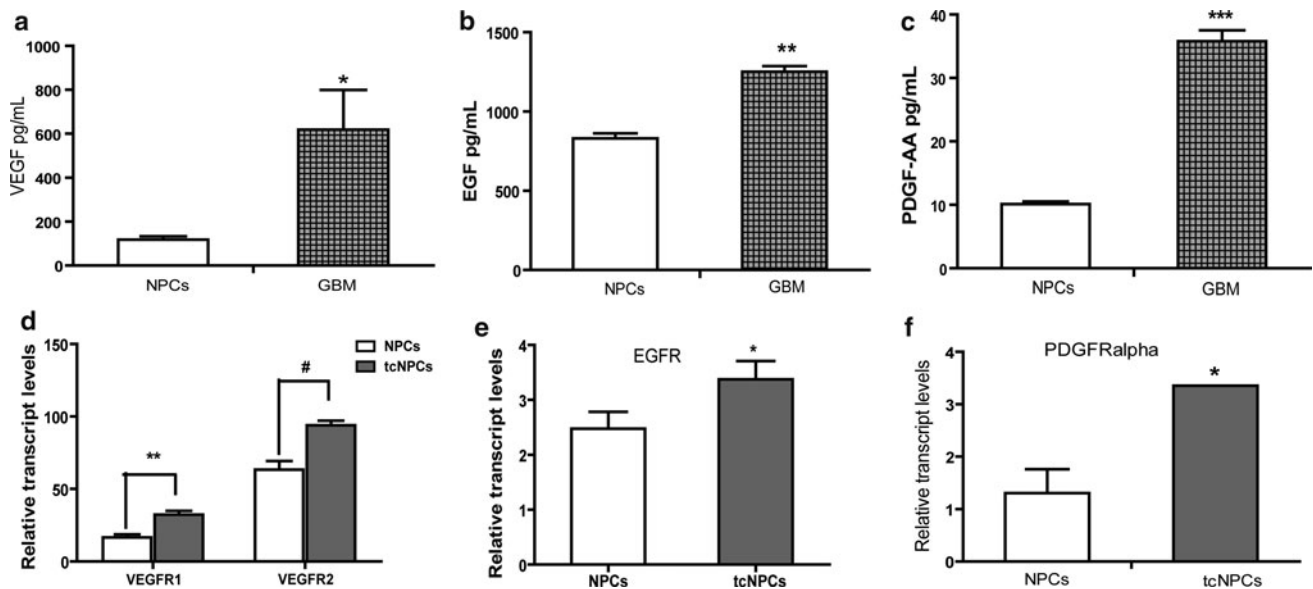 a
VEGF pg/mL
1000
800
600
400
200
0
*
NPCs
GBM
b
EGF pg/mL
1500
1000
500
0
**
NPCs
GBM
c
PDGF-AA pg/mL
40
30
20
10
0
***
NPCs
GBM
d
Relative transcript levels
150
100
50
0
NPCs
tcNPCs
**
#
VEGFR1
VEGFR2
e
Relative transcript levels
EGFR
4
3
2
1
0
*
NPCs
tcNPCs
f
Relative transcript levels
PDGFRalpha
4
3
2
1
0
*
NPCs
tcNPCs